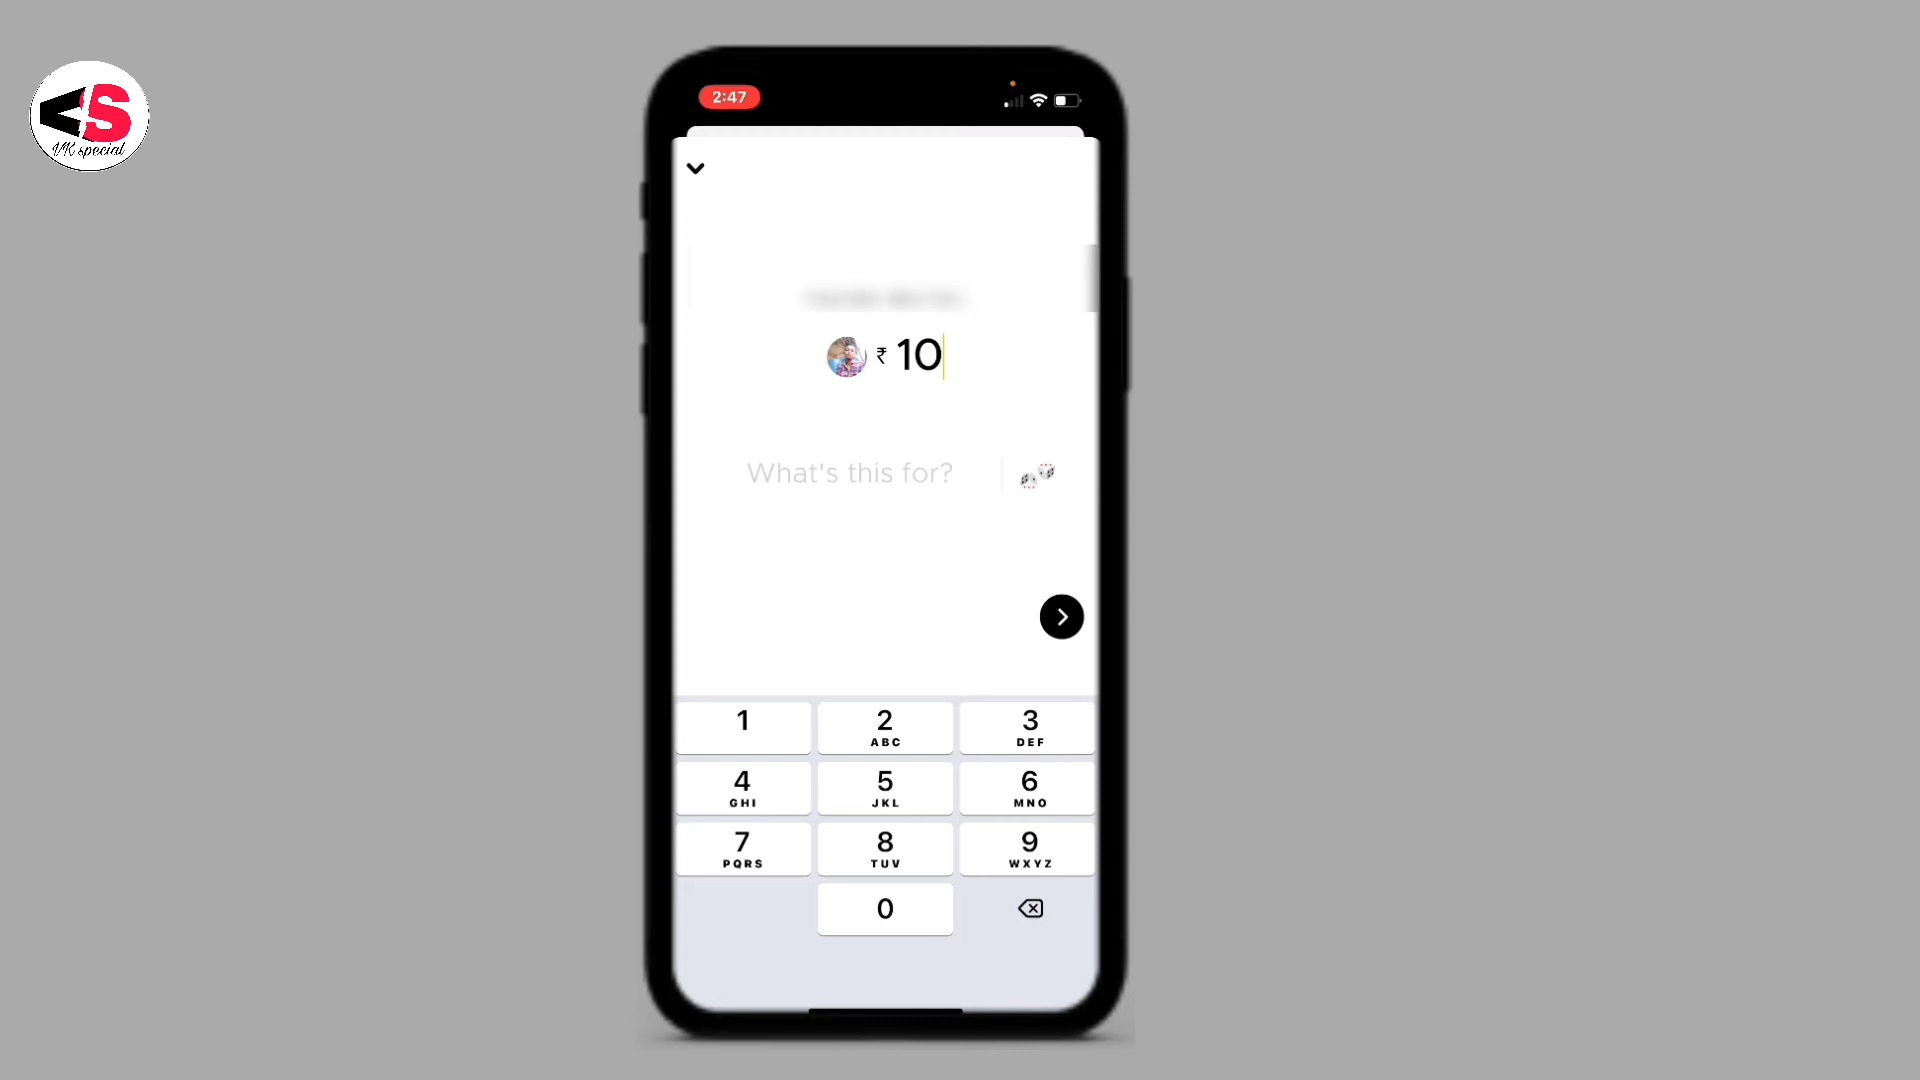 VS
VK special
2:47
₹ 10
What's this for?
1
2
ABC
3
DEF
4
GHI
5
JKL
6
MNO
7
PQRS
8
TUV
9
WXYZ
0